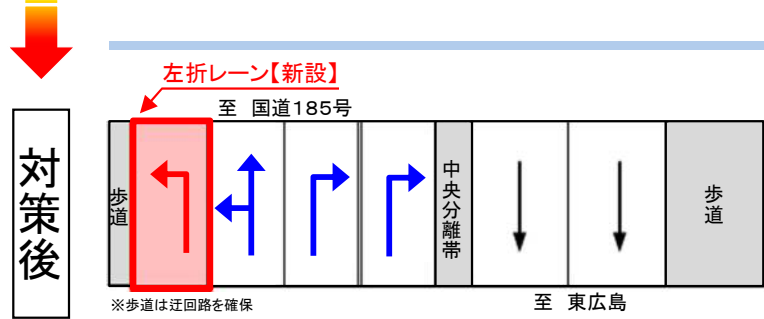 左折レーン【新設】
至 国道185号
対策後
歩道
中央分離帯
歩道
※歩道は迂回路を確保
至 東広島